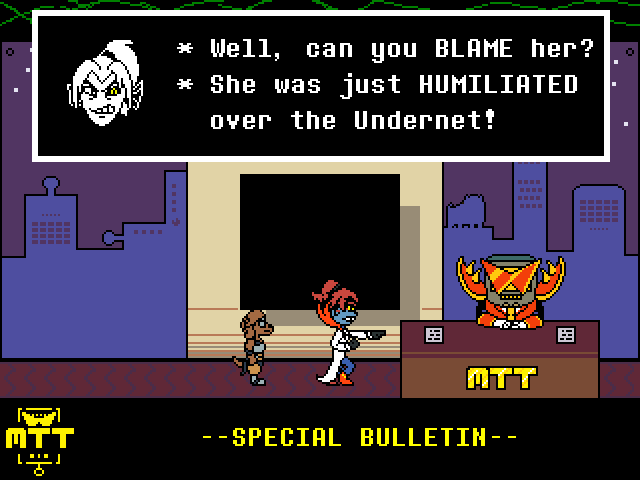 * Well, can you BLAME her?
* She was just HUMILIATED
over the Undernet!
MTT
MTT
--SPECIAL BULLETIN--